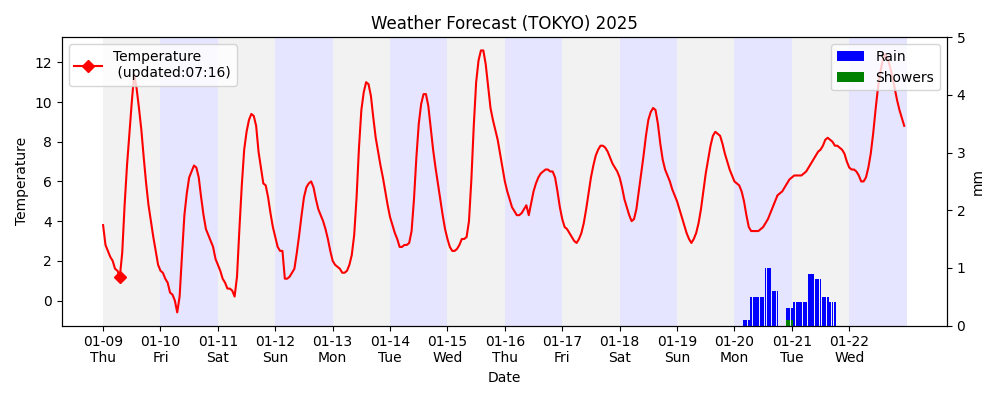 Weather Forecast (TOKYO) 2025
Temperature
(updated:07:16)
Rain
Showers
Temperature
12
10
8
6
4
2
0
5
4
3
2
1
0
mm
01-09 01-10 01-11 01-12 01-13 01-14 01-15 01-16 01-17 01-18 01-19 01-20 01-21 01-22
Thu Fri Sat Sun Mon Tue Wed Thu Fri Sat Sun Mon Tue Wed
Date